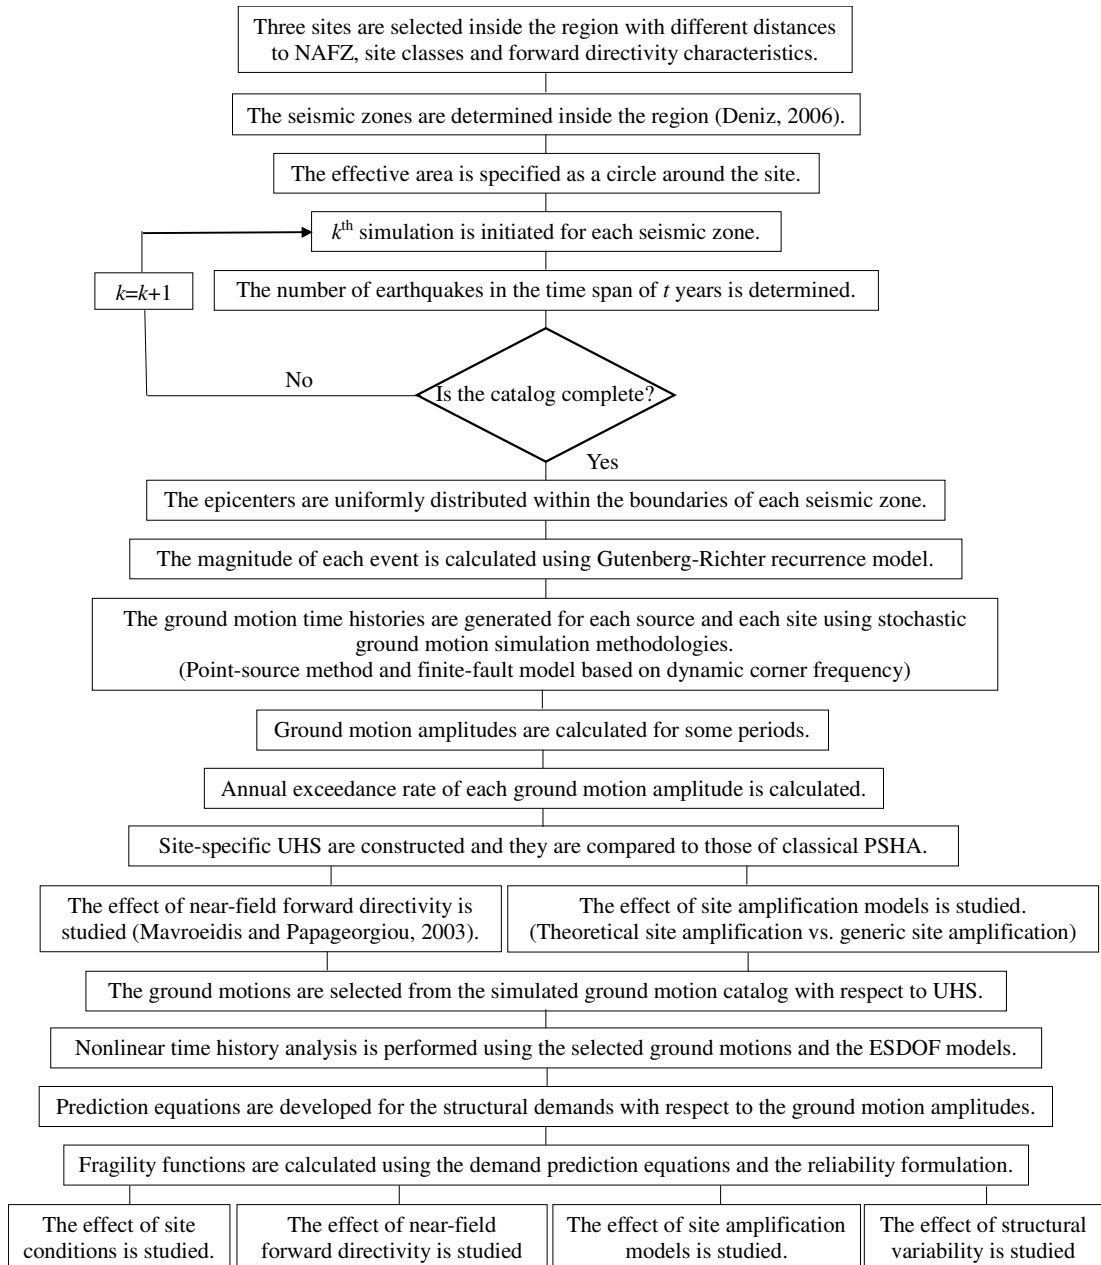 Three sites are selected inside the region with different distances
to NAFZ, site classes and forward directivity characteristics.
The seismic zones are determined inside the region (Deniz, 2006).
The effective area is specified as a circle around the site.
kth simulation is initiated for each seismic zone.
k=k+1
The number of earthquakes in the time span of t years is determined.
No
Is the catalog complete?
Yes
The epicenters are uniformly distributed within the boundaries of each seismic zone.
The magnitude of each event is calculated using Gutenberg-Richter recurrence model.
The ground motion time histories are generated for each source and each site using stochastic
ground motion simulation methodologies.
(Point-source method and finite-fault model based on dynamic corner frequency)
Ground motion amplitudes are calculated for some periods.
Annual exceedance rate of each ground motion amplitude is calculated.
Site-specific UHS are constructed and they are compared to those of classical PSHA.
The effect of near-field forward directivity is
studied (Mavroeidis and Papageorgiou, 2003).
The effect of site amplification models is studied.
(Theoretical site amplification vs. generic site amplification)
The ground motions are selected from the simulated ground motion catalog with respect to UHS.
Nonlinear time history analysis is performed using the selected ground motions and the ESDOF models.
Prediction equations are developed for the structural demands with respect to the ground motion amplitudes.
Fragility functions are calculated using the demand prediction equations and the reliability formulation.
The effect of site
conditions is studied.
The effect of near-field
forward directivity is studied
The effect of site amplification
models is studied.
The effect of structural
variability is studied